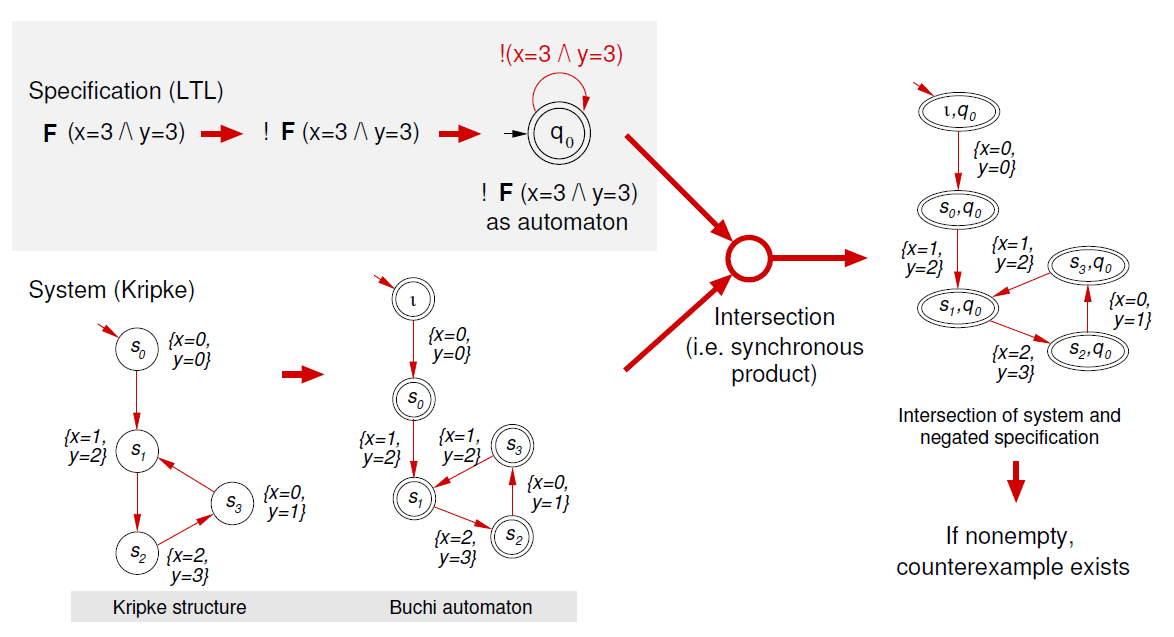 Specification (LTL)
F (x=3 /\ y=3)
! F (x=3 /\ y=3)
!(x=3 /\ y=3)
q0
! F (x=3 /\ y=3)
as automaton
System (Kripke)
s0
{x=0,
y=0}
{x=1,
y=2}
s1
s3
{x=0,
y=1}
s2
{x=2,
y=3}
Kripke structure
ι
{x=0,
y=0}
s0
{x=1,
y=2}
{x=1,
y=2}
s3
s1
{x=0,
y=1}
s2
{x=2,
y=3}
Buchi automaton
Intersection
(i.e. synchronous
product)
ι,q0
{x=0,
y=0}
s0,q0
{x=1,
y=2}
{x=1,
y=2}
s3,q0
s1,q0
{x=0,
y=1}
s2,q0
{x=2,
y=3}
Intersection of system and
negated specification
If nonempty,
counterexample exists